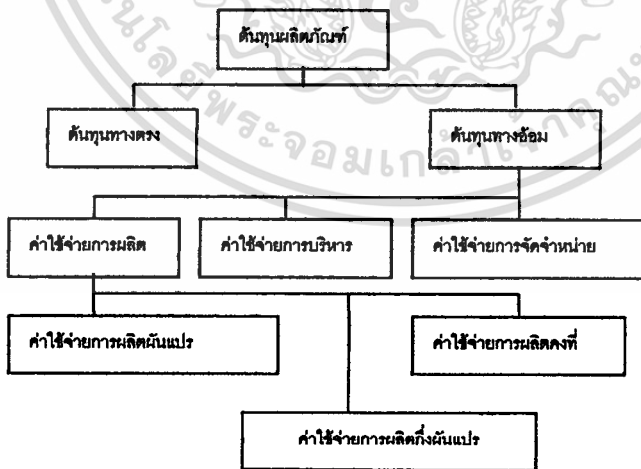 ต้นทุนผลิตภัณฑ์
ต้นทุนทางตรง
ต้นทุนทางอ้อม
ค่าใช้จ่ายการผลิต
ค่าใช้จ่ายการบริหาร
ค่าใช้จ่ายการจัดจำหน่าย
ค่าใช้จ่ายการผลิตผันแปร
ค่าใช้จ่ายการผลิตคงที่
ค่าใช้จ่ายการผลิตกึ่งผันแปร